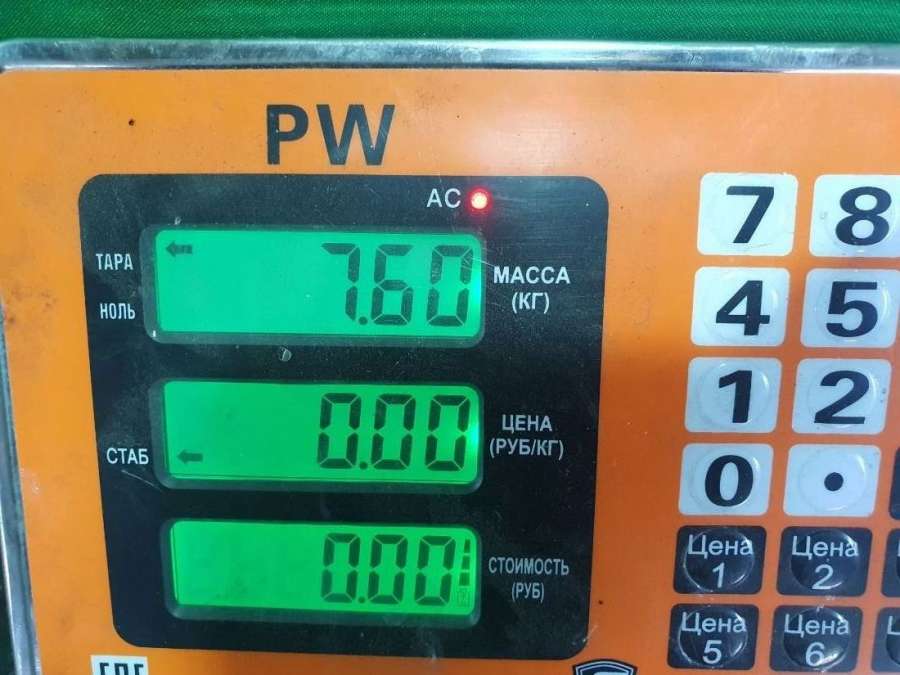 PW
AC
ТАРА
НОЛЬ
7.60
МАССА
(КГ)
СТАБ
0.00
ЦЕНА
(РУБ/КГ)
0.00
СТОИМОСТЬ
(РУБ)
7 8
4 5
1 2
0 .
Цена 1
Цена 2
Цена 5
Цена 6